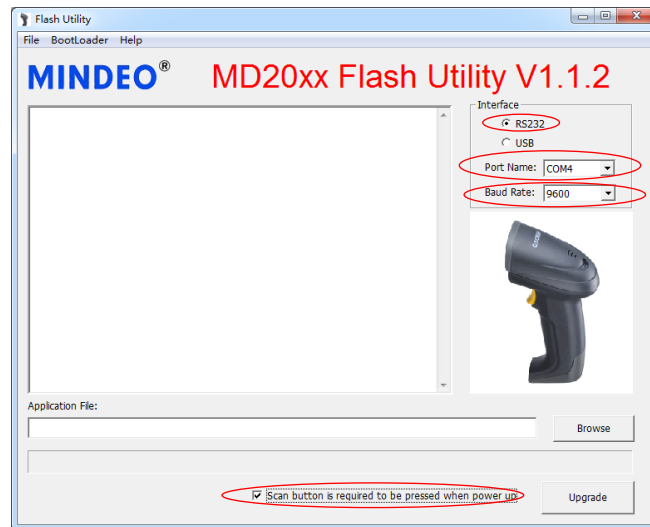 Flash Utility
File BootLoader Help
MINDEO® MD20xx Flash Utility V1.1.2
Interface
RS232
USB
Port Name: COM4
Baud Rate: 9600
Application File:
Browse
Scan button is required to be pressed when power up
Upgrade